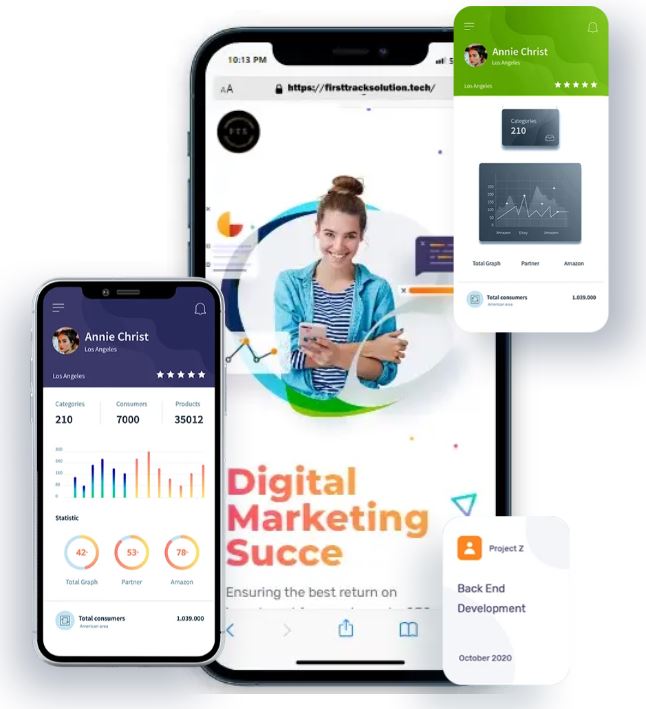 10:13 PM
AA
https://firsttracksolution.tech/
FTS
Digital
Marketing
Succe
Ensuring the best return on
Annie Christ
Los Angeles
Los Angeles
Categories
210
Amazon
Ebay
Amazon
Total Graph
Partner
Amazon
Total consumers
American area
1.039.000
Annie Christ
Los Angeles
Los Angeles
Categories
Consumers
Products
210
7000
35012
Statistic
42
53
78
Total Graph
Partner
Amazon
Total consumers
American area
1.039.000
Project Z
Back End
Development
October 2020